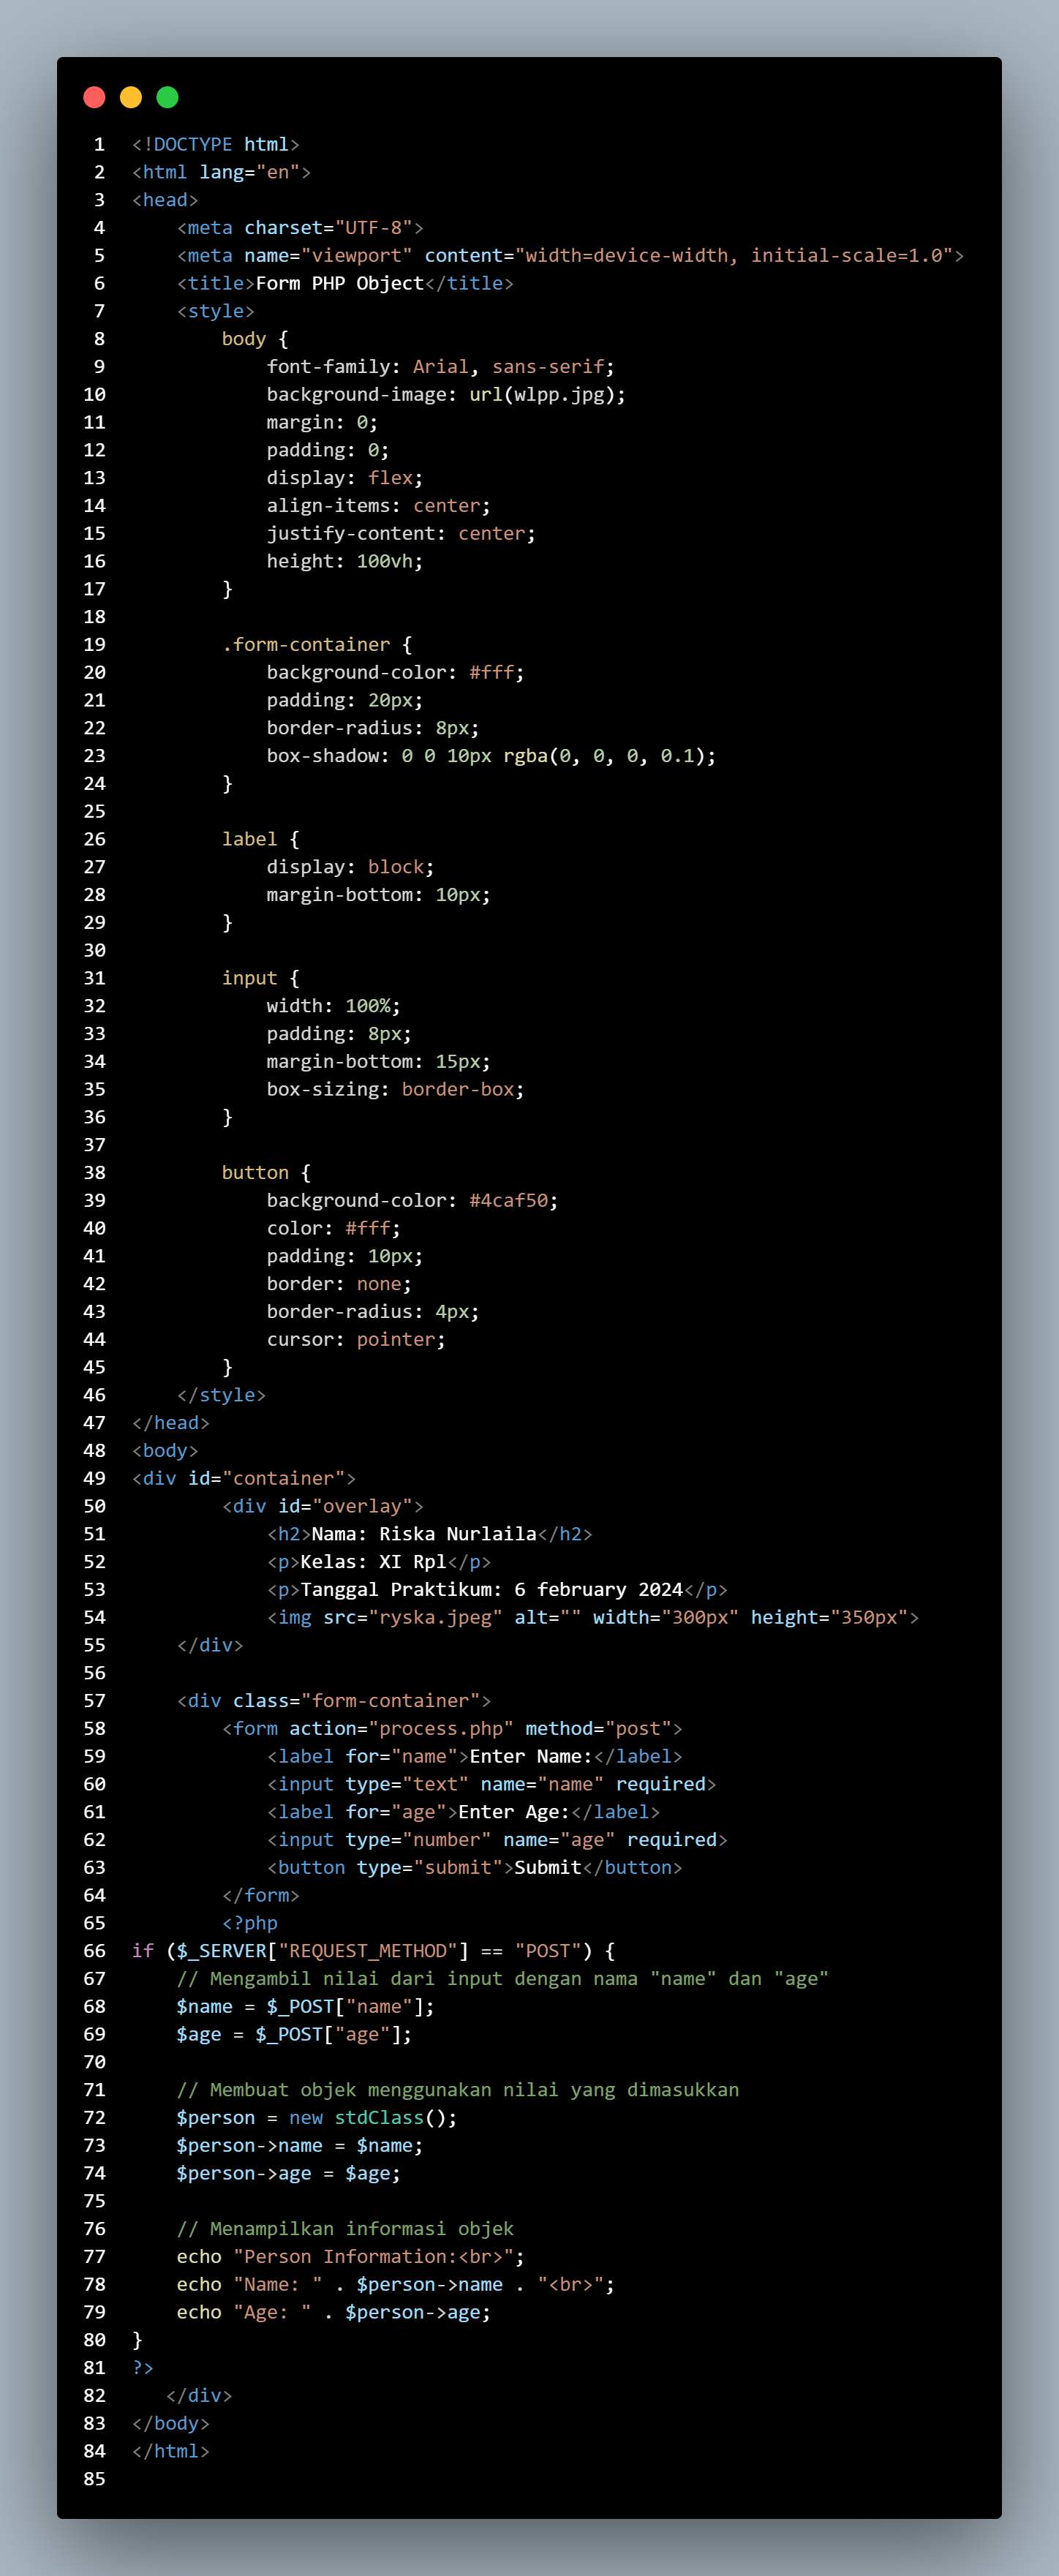 1 <!DOCTYPE html>
2 <html lang="en">
3 <head>
4     <meta charset="UTF-8">
5     <meta name="viewport" content="width=device-width, initial-scale=1.0">
6     <title>Form PHP Object</title>
7     <style>
8         body {
9             font-family: Arial, sans-serif;
10             background-image: url(wlpp.jpg);
11             margin: 0;
12             padding: 0;
13             display: flex;
14             align-items: center;
15             justify-content: center;
16             height: 100vh;
17         }
18
19         .form-container {
20             background-color: #fff;
21             padding: 20px;
22             border-radius: 8px;
23             box-shadow: 0 0 10px rgba(0, 0, 0, 0.1);
24         }
25
26         label {
27             display: block;
28             margin-bottom: 10px;
29         }
30
31         input {
32             width: 100%;
33             padding: 8px;
34             margin-bottom: 15px;
35             box-sizing: border-box;
36         }
37
38         button {
39             background-color: #4caf50;
40             color: #fff;
41             padding: 10px;
42             border: none;
43             border-radius: 4px;
44             cursor: pointer;
45         }
46     </style>
47 </head>
48 <body>
49 <div id="container">
50         <div id="overlay">
51             <h2>Nama: Riska Nurlaila</h2>
52             <p>Kelas: XI Rpl</p>
53             <p>Tanggal Praktikum: 6 february 2024</p>
54             <img src="ryska.jpeg" alt="" width="300px" height="350px">
55     </div>
56
57     <div class="form-container">
58         <form action="process.php" method="post">
59             <label for="name">Enter Name:</label>
60             <input type="text" name="name" required>
61             <label for="age">Enter Age:</label>
62             <input type="number" name="age" required>
63             <button type="submit">Submit</button>
64         </form>
65         <?php
66 if ($_SERVER["REQUEST_METHOD"] == "POST") {
67     // Mengambil nilai dari input dengan nama "name" dan "age"
68     $name = $_POST["name"];
69     $age = $_POST["age"];
70
71     // Membuat objek menggunakan nilai yang dimasukkan
72     $person = new stdClass();
73     $person->name = $name;
74     $person->age = $age;
75
76     // Menampilkan informasi objek
77     echo "Person Information:<br>";
78     echo "Name: " . $person->name . "<br>";
79     echo "Age: " . $person->age;
80 }
81 ?>
82    </div>
83 </body>
84 </html>
85